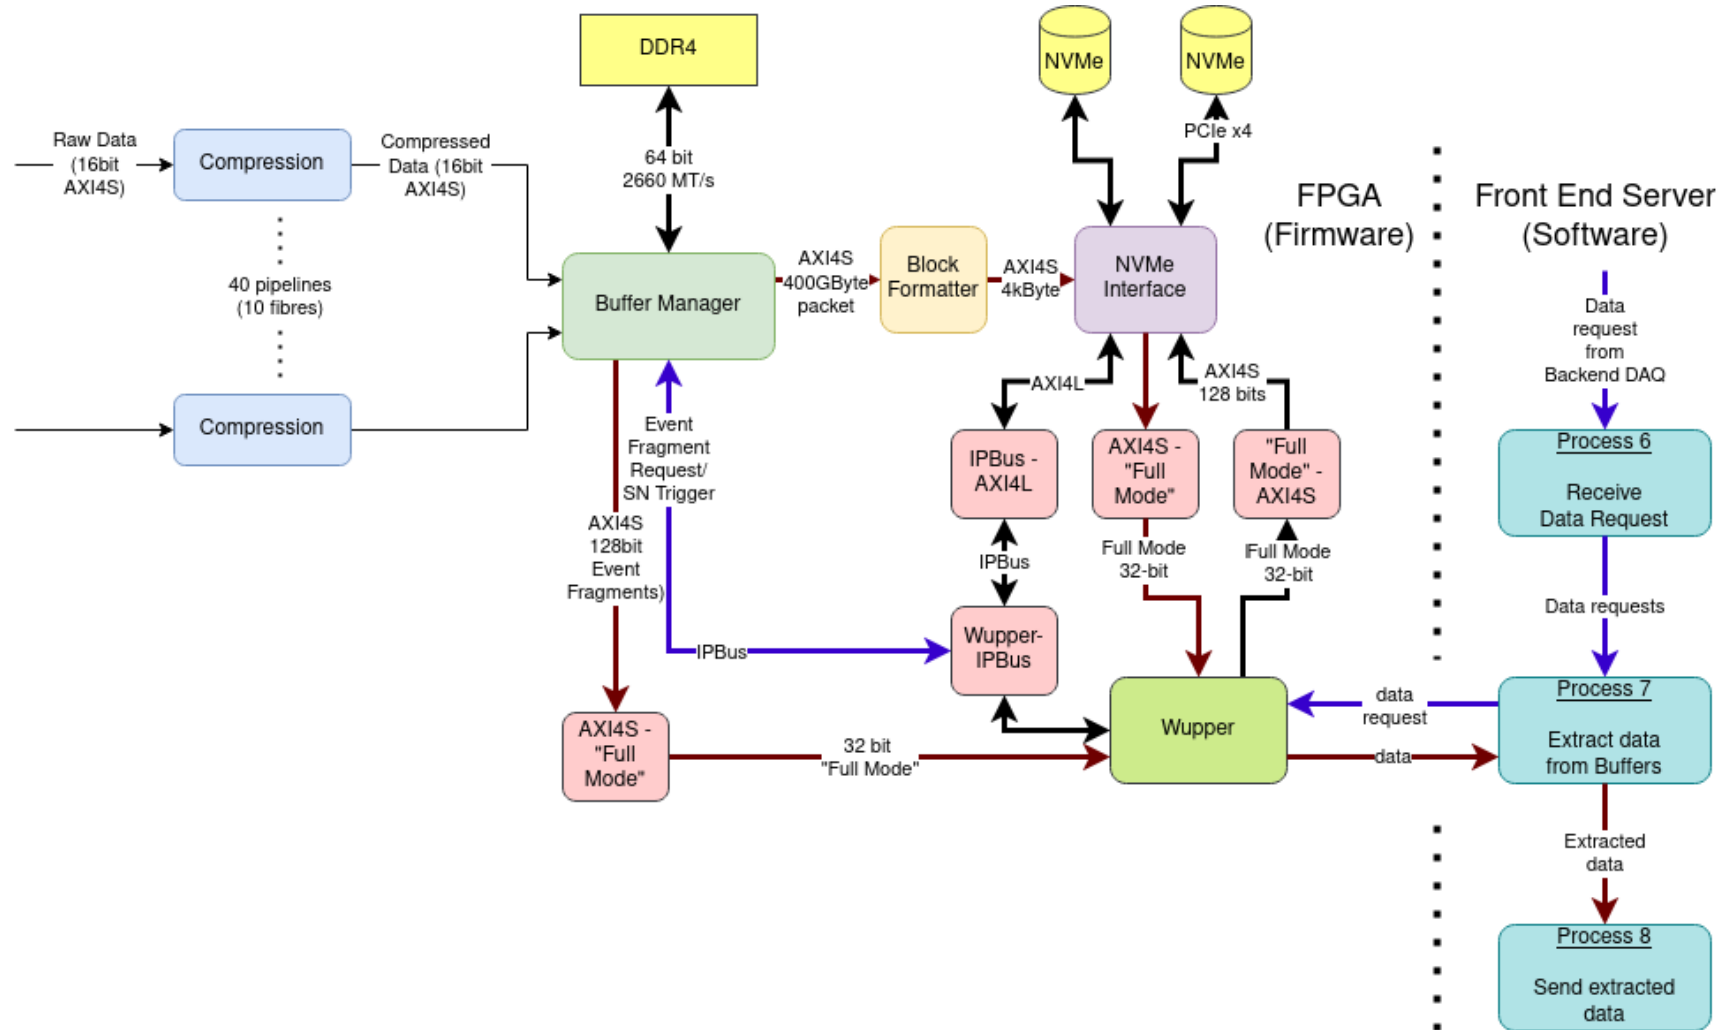 DDR4
NVMe
NVMe
PCIe x4
Raw Data
(16bit
AXI4S)
Compression
Compressed
Data (16bit
AXI4S)
64 bit
2660 MT/s
FPGA
(Firmware)
Front End Server
(Software)
40 pipelines
(10 fibres)
Buffer Manager
AXI4S
400GByte
packet
Block
Formatter
AXI4S
4kByte
NVMe
Interface
Data
request
from
Backend DAQ
Compression
Event
Fragment
Request/
SN Trigger
AXI4L
AXI4S
128 bits
IPBus -
AXI4L
AXI4S -
"Full
Mode"
"Full
Mode" -
AXI4S
Process 6
Receive
Data Request
AXI4S
128bit
Event
Fragments)
IPBus
Full Mode
32-bit
Full Mode
32-bit
Data requests
IPBus
Wupper-
IPBus
Wupper
data
request
data
Process 7
Extract data
from Buffers
AXI4S -
"Full
Mode"
32 bit
"Full Mode"
Extracted
data
Process 8
Send extracted
data